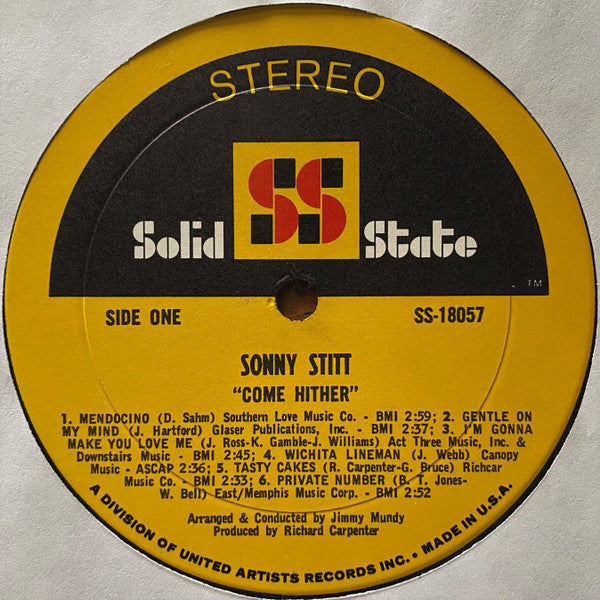 STEREO
SS
Solid State
TM
SIDE ONE SS-18057
SONNY STITT
"COME HITHER"
1. MENDOCINO (D. Sahm) Southern Love Music Co. - BMI 2:59; 2. GENTLE ON
MY MIND (J. Hartford) Glaser Publications, Inc. - BMI 2:37; 3. I'M GONNA
MAKE YOU LOVE ME (J. Ross-K. Gamble-J. Williams) Act Three Music, Inc. &
Downstairs Music - BMI 2:45; 4. WICHITA LINEMAN (J. Webb) Canopy
Music - ASCAP 2:36; 5. TASTY CAKES (R. Carpenter-G. Bruce) Richcar
Music Co. - BMI 2:33; 6. PRIVATE NUMBER (B. T. Jones-
W. Bell) East/Memphis Music Corp. - BMI 2:52
Arranged & Conducted by Jimmy Mundy
Produced by Richard Carpenter
A DIVISION OF UNITED ARTISTS RECORDS INC. • MADE IN U.S.A.